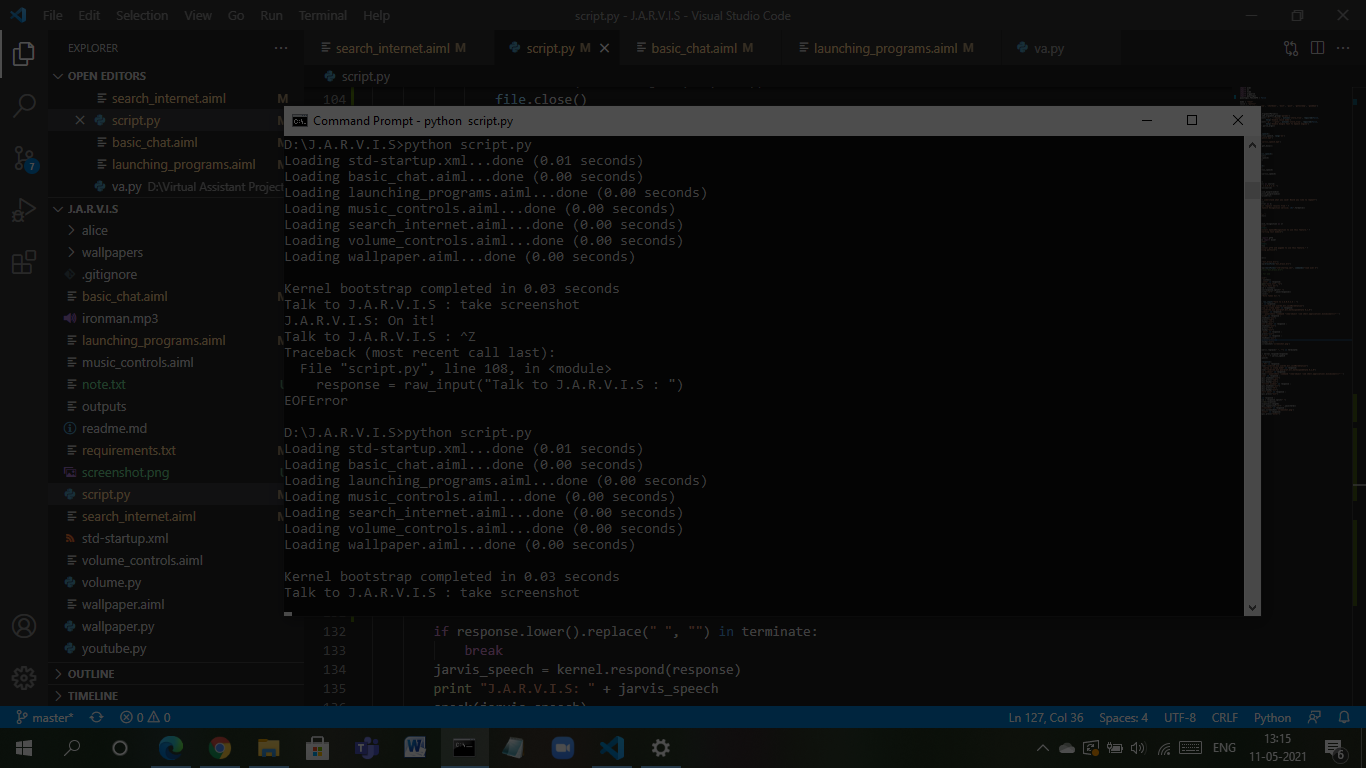 File Edit Selection View Go Run Terminal Help
script.py - J.A.R.V.I.S - Visual Studio Code
EXPLORER
search_internet.aiml M
script.py M
basic_chat.aiml M
launching_programs.aiml M
va.py
OPEN EDITORS
search_internet.aiml M
script.py
basic_chat.aiml
launching_programs.aiml
va.py D:\Virtual Assistant Project
J.A.R.V.I.S
alice
wallpapers
.gitignore
basic_chat.aiml
ironman.mp3
launching_programs.aiml
music_controls.aiml
note.txt
outputs
readme.md
requirements.txt
screenshot.png
script.py
search_internet.aiml
std-startup.xml
volume_controls.aiml
volume.py
wallpaper.aiml
wallpaper.py
youtube.py
OUTLINE
TIMELINE
7
script.py
104 file.close()
Command Prompt - python script.py
D:\J.A.R.V.I.S>python script.py
Loading std-startup.xml...done (0.01 seconds)
Loading basic_chat.aiml...done (0.00 seconds)
Loading launching_programs.aiml...done (0.00 seconds)
Loading music_controls.aiml...done (0.00 seconds)
Loading search_internet.aiml...done (0.00 seconds)
Loading volume_controls.aiml...done (0.00 seconds)
Loading wallpaper.aiml...done (0.00 seconds)
Kernel bootstrap completed in 0.03 seconds
Talk to J.A.R.V.I.S : take screenshot
J.A.R.V.I.S: On it!
Talk to J.A.R.V.I.S : ^Z
Traceback (most recent call last):
File "script.py", line 108, in <module>
response = raw_input("Talk to J.A.R.V.I.S : ")
EOFError
D:\J.A.R.V.I.S>python script.py
Loading std-startup.xml...done (0.01 seconds)
Loading basic_chat.aiml...done (0.00 seconds)
Loading launching_programs.aiml...done (0.00 seconds)
Loading music_controls.aiml...done (0.00 seconds)
Loading search_internet.aiml...done (0.00 seconds)
Loading volume_controls.aiml...done (0.00 seconds)
Loading wallpaper.aiml...done (0.00 seconds)
Kernel bootstrap completed in 0.03 seconds
Talk to J.A.R.V.I.S : take screenshot
132 if response.lower().replace(" ", "") in terminate:
133 break
134 jarvis_speech = kernel.respond(response)
135 print "J.A.R.V.I.S: " + jarvis_speech
master* 0 0
Ln 127, Col 36 Spaces: 4 UTF-8 CRLF Python
ENG
13:15
11-05-2021
6